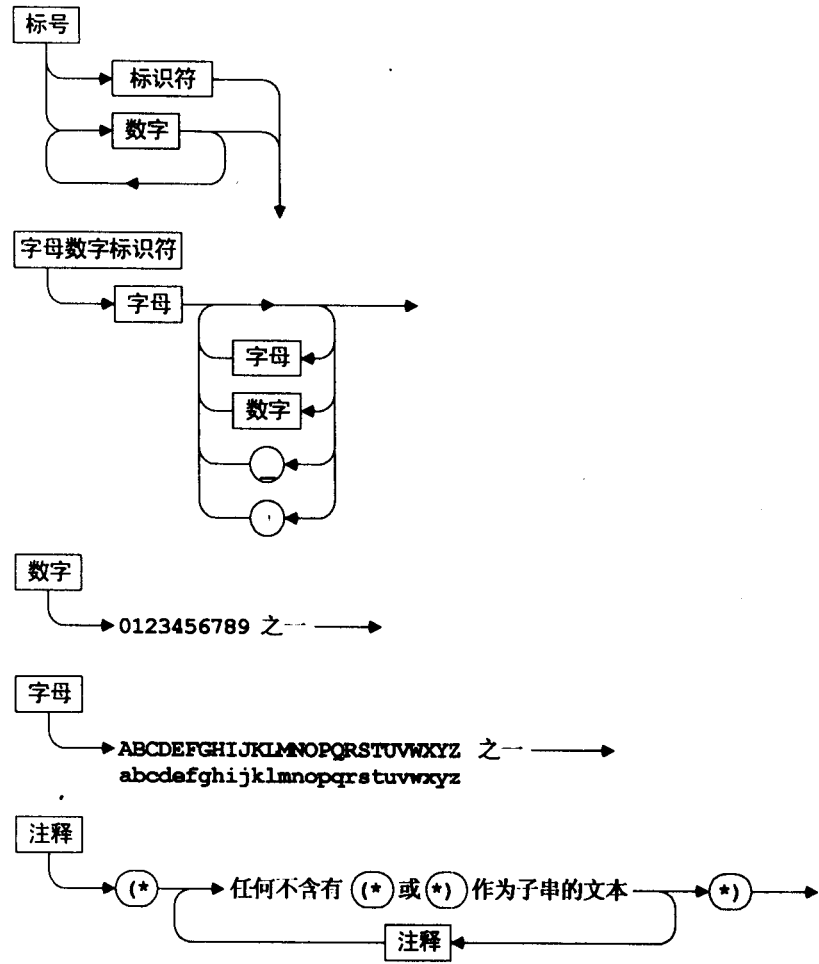 标号
标识符
数字
字母数字标识符
字母
字母
数字
_
'
数字
0123456789 之一
字母
ABCDEFGHIJKLMNOPQRSTUVWXYZ 之一
abcdefghijklmnopqrstuvwxyz
注释
(* 任何不含有 (* 或 *) 作为子串的文本 *)
注释